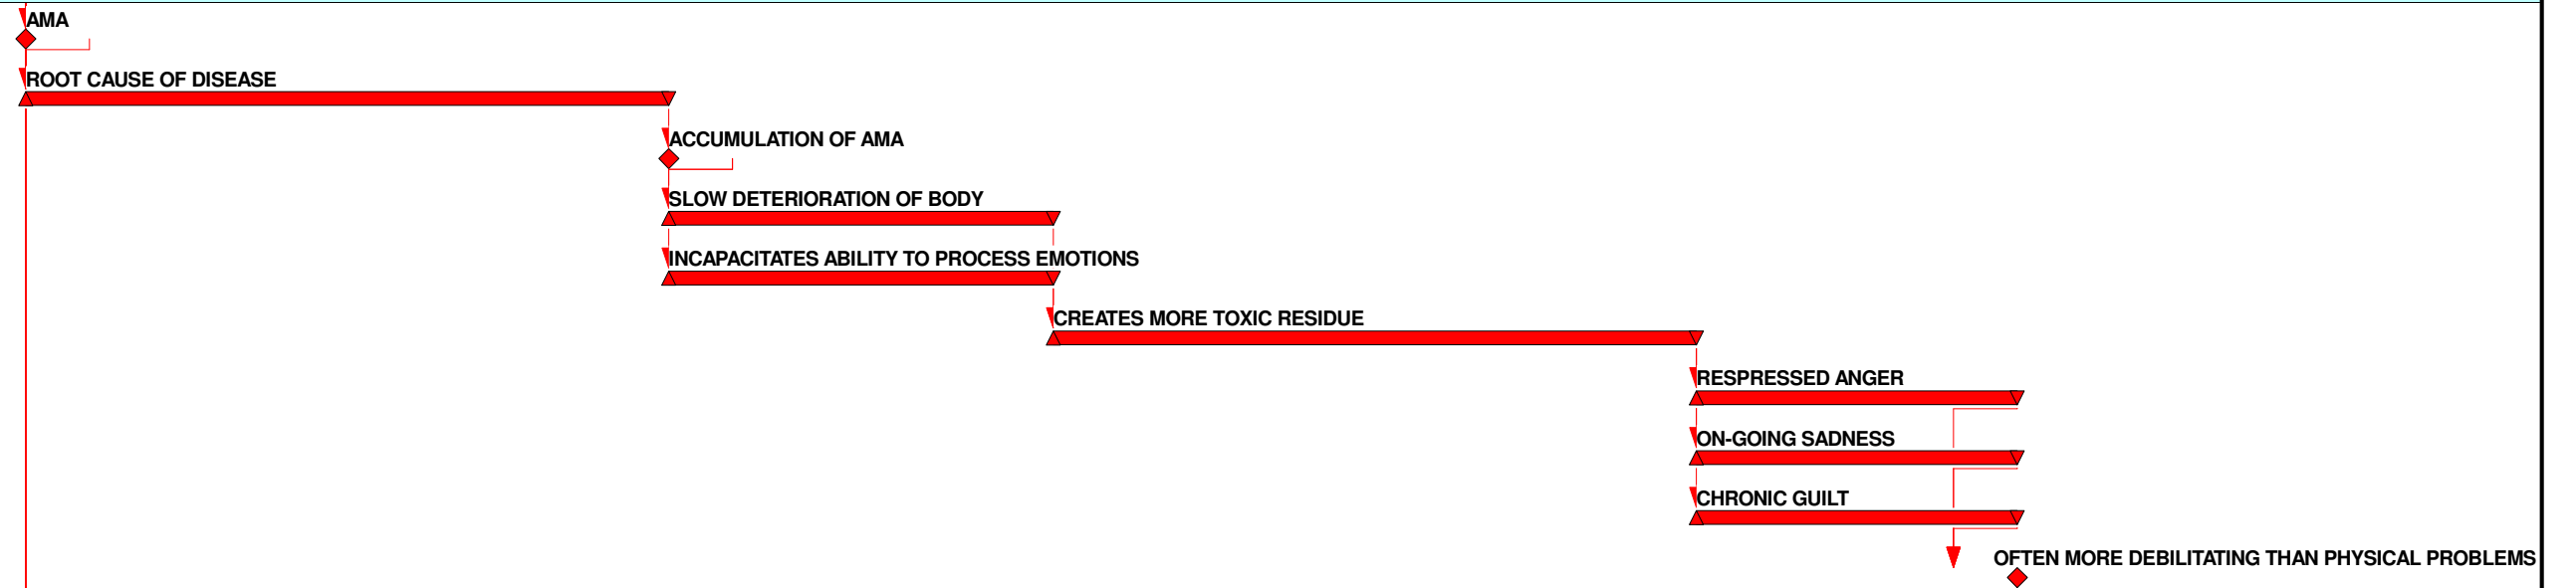 AMA
ROOT CAUSE OF DISEASE
ACCUMULATION OF AMA
SLOW DETERIORATION OF BODY
INCAPACITATES ABILITY TO PROCESS EMOTIONS
CREATES MORE TOXIC RESIDUE
RESPRESSED ANGER
ON-GOING SADNESS
CHRONIC GUILT
OFTEN MORE DEBILITATING THAN PHYSICAL PROBLEMS